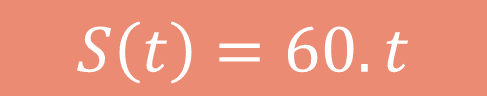 S(t) = 60. t